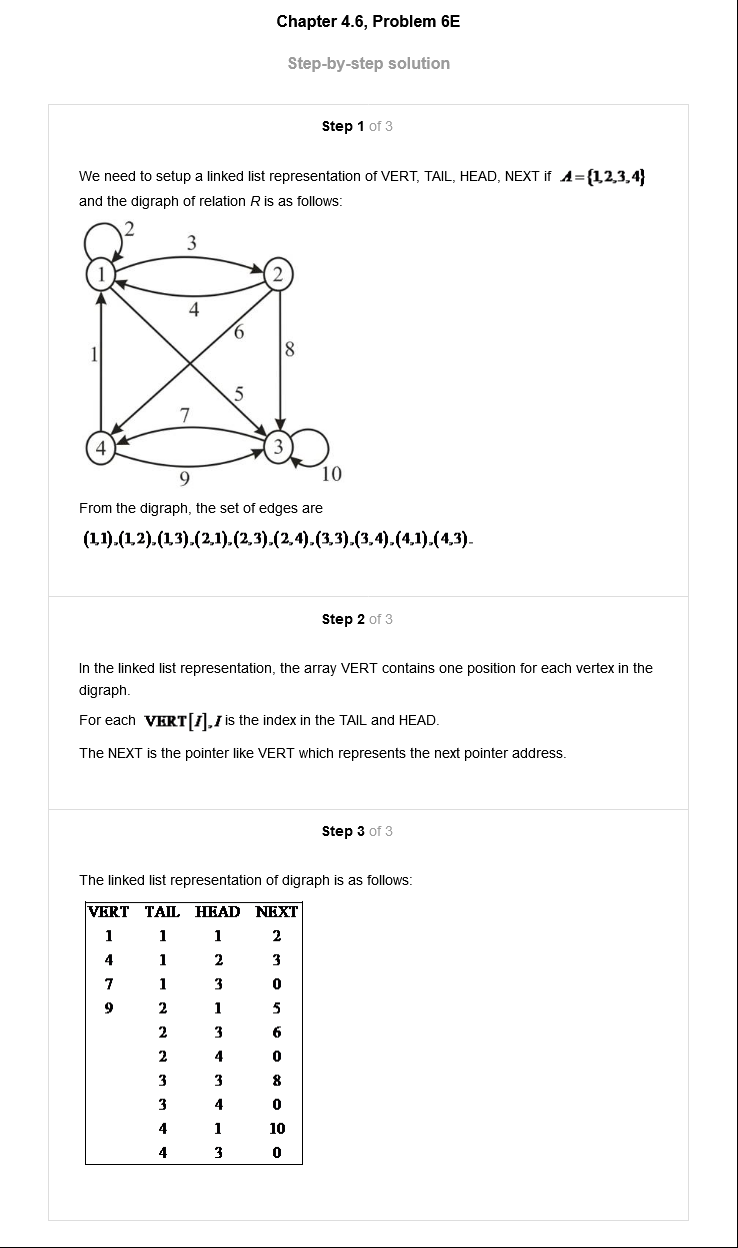 Chapter 4.6, Problem 6E
Step-by-step solution
Step 1 of 3
We need to setup a linked list representation of VERT, TAIL, HEAD, NEXT if A={1,2,3,4}
and the digraph of relation R is as follows:
2
3
1
2
4
6
1
8
5
7
4
3
9
10
From the digraph, the set of edges are
(1,1),(1,2),(1,3),(2,1),(2,3),(2,4),(3,3),(3,4),(4,1),(4,3).
Step 2 of 3
In the linked list representation, the array VERT contains one position for each vertex in the
digraph.
For each VERT[I], I is the index in the TAIL and HEAD.
The NEXT is the pointer like VERT which represents the next pointer address.
Step 3 of 3
The linked list representation of digraph is as follows:
VERT TAIL HEAD NEXT
1 1 1 2
4 1 2 3
7 1 3 0
9 2 1 5
2 3 6
2 4 0
3 3 8
3 4 0
4 1 10
4 3 0